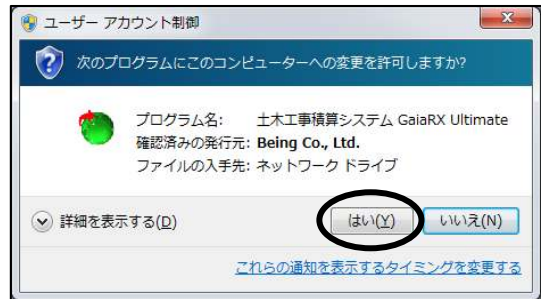 ユーザー アカウント制御
次のプログラムにこのコンピューターへの変更を許可しますか?
プログラム名: 土木工事積算システム GaiaRX Ultimate
確認済みの発行元: Being Co., Ltd.
ファイルの入手先: ネットワーク ドライブ
詳細を表示する(D) はい(Y) いいえ(N)
これらの通知を表示するタイミングを変更する